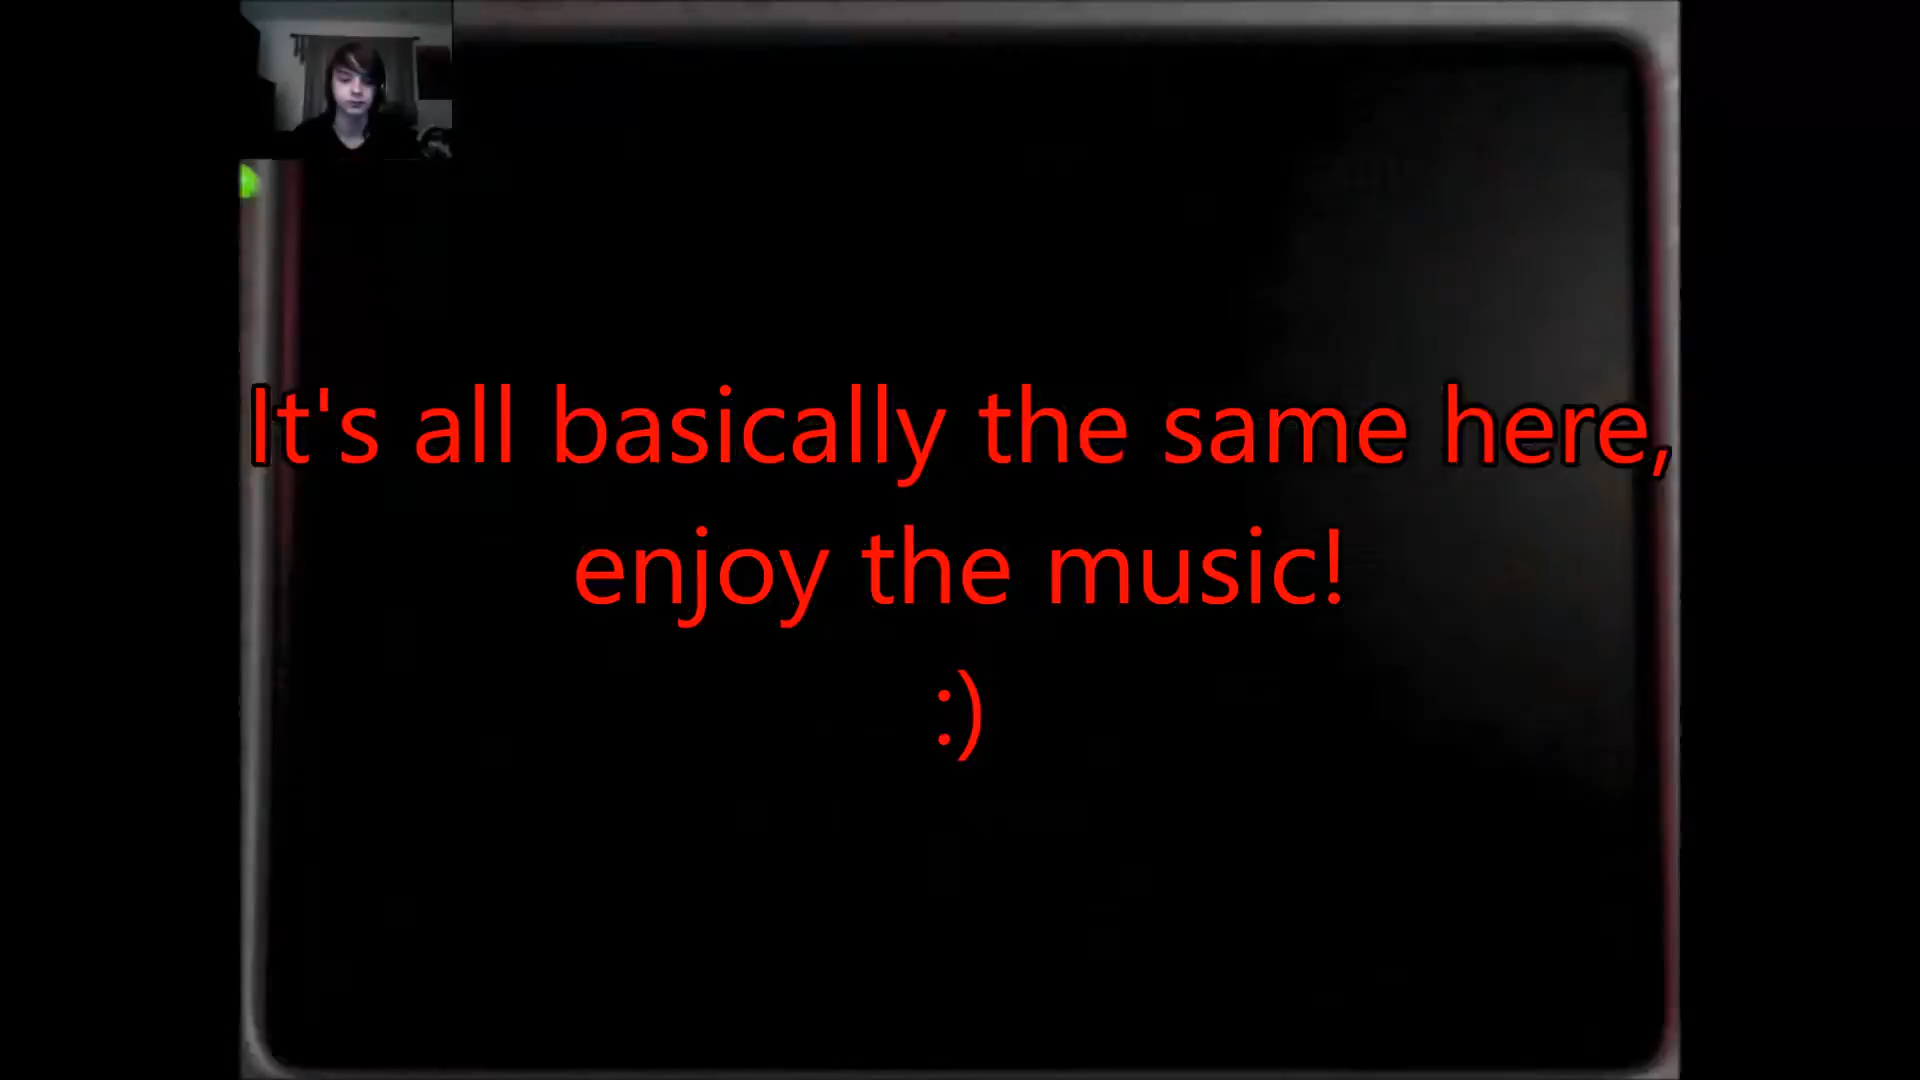 It's all basically the same here,
enjoy the music!
:)